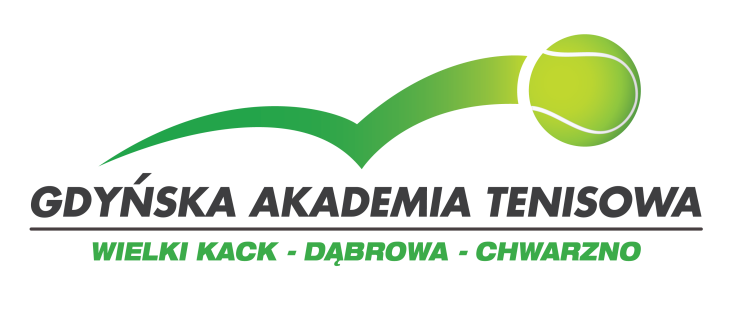 GDYŃSKA AKADEMIA TENISOWA
WIELKI KACK - DĄBROWA - CHWARZNO